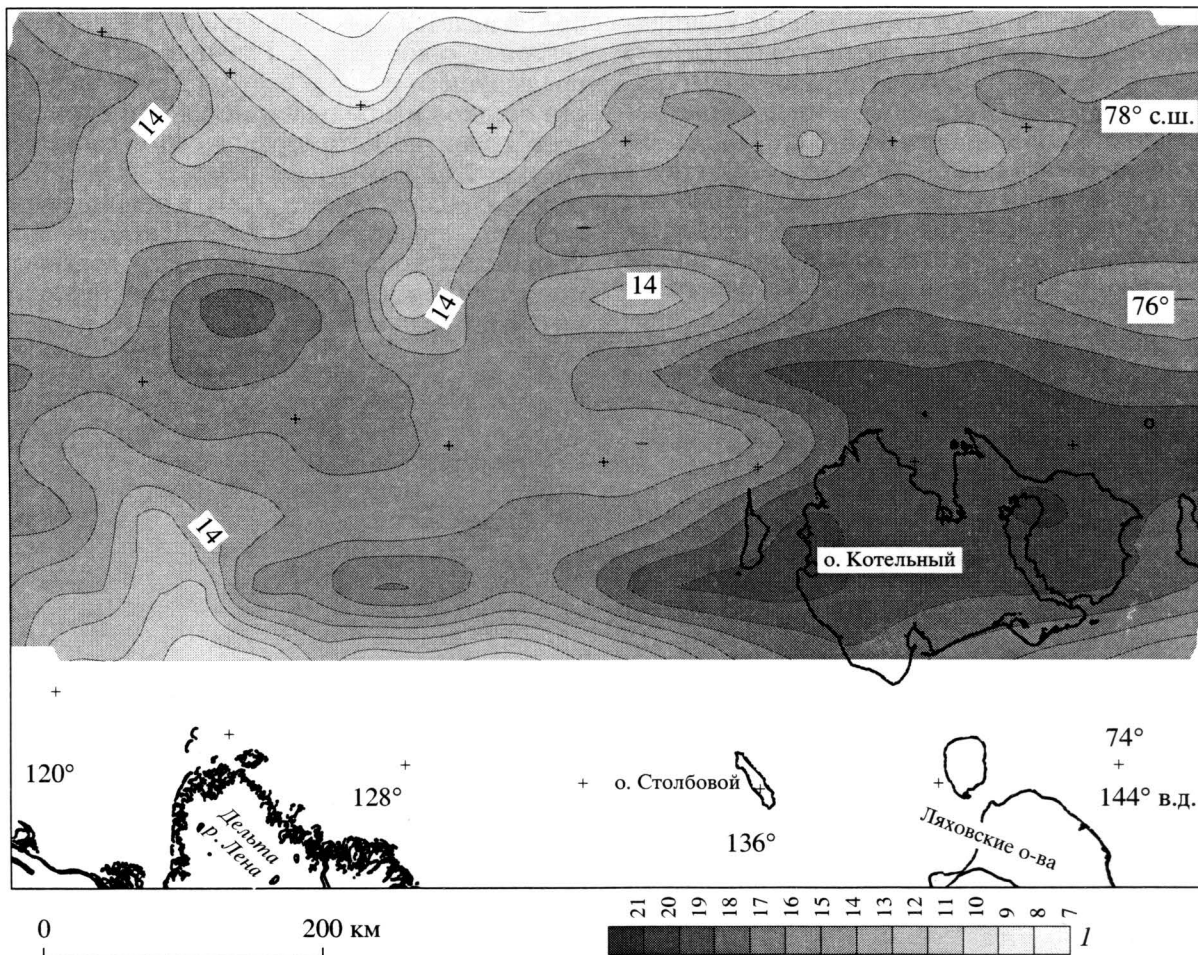 14
78° с.ш.
14
14
76°
14
о. Котельный
74°
120°
128°
о. Столбовой
144° в.д.
136°
Дельта
р. Лена
Ляховские о-ва
0
200 км
21 20 19 18 17 16 15 14 13 12 11 10 9 8 7
1